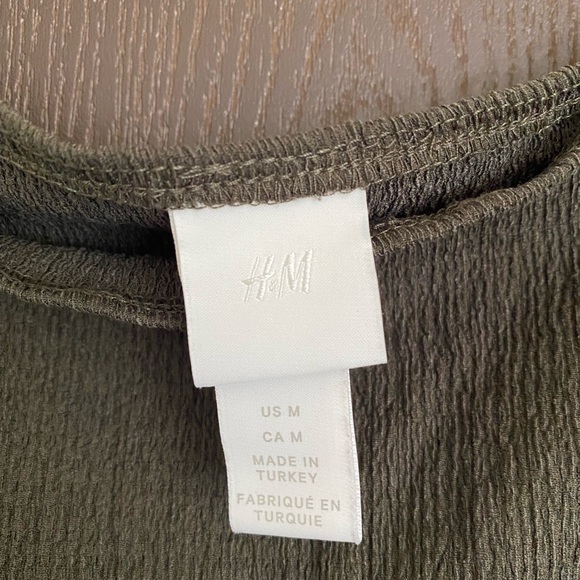 H&M
US M
CA M
MADE IN
TURKEY
FABRIQUÉ EN
TURQUIE